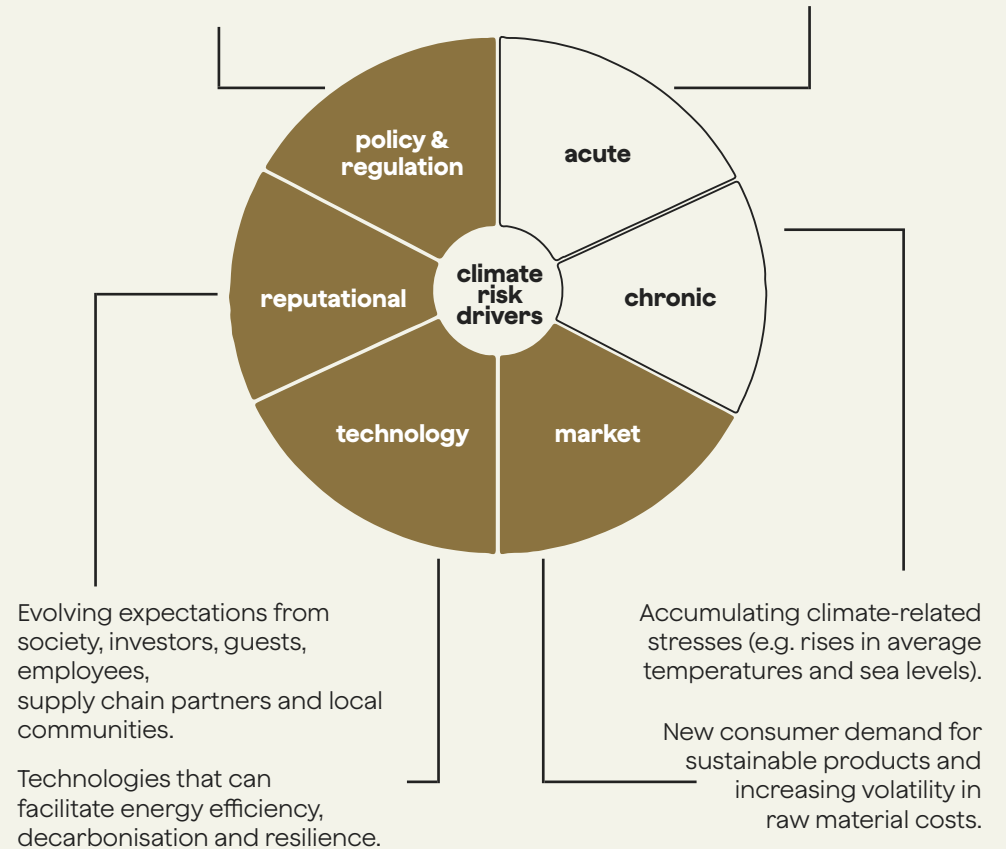 policy &
regulation
acute
climate
risk
drivers
reputational
chronic
technology
market
Evolving expectations from
society, investors, guests,
employees,
supply chain partners and local
communities.
Technologies that can
facilitate energy efficiency,
decarbonisation and resilience.
Accumulating climate-related
stresses (e.g. rises in average
temperatures and sea levels).
New consumer demand for
sustainable products and
increasing volatility in
raw material costs.